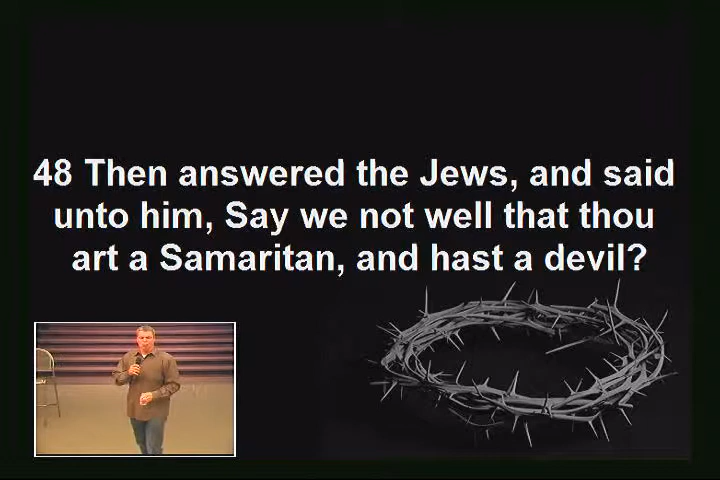 48 Then answered the Jews, and said
unto him, Say we not well that thou
art a Samaritan, and hast a devil?